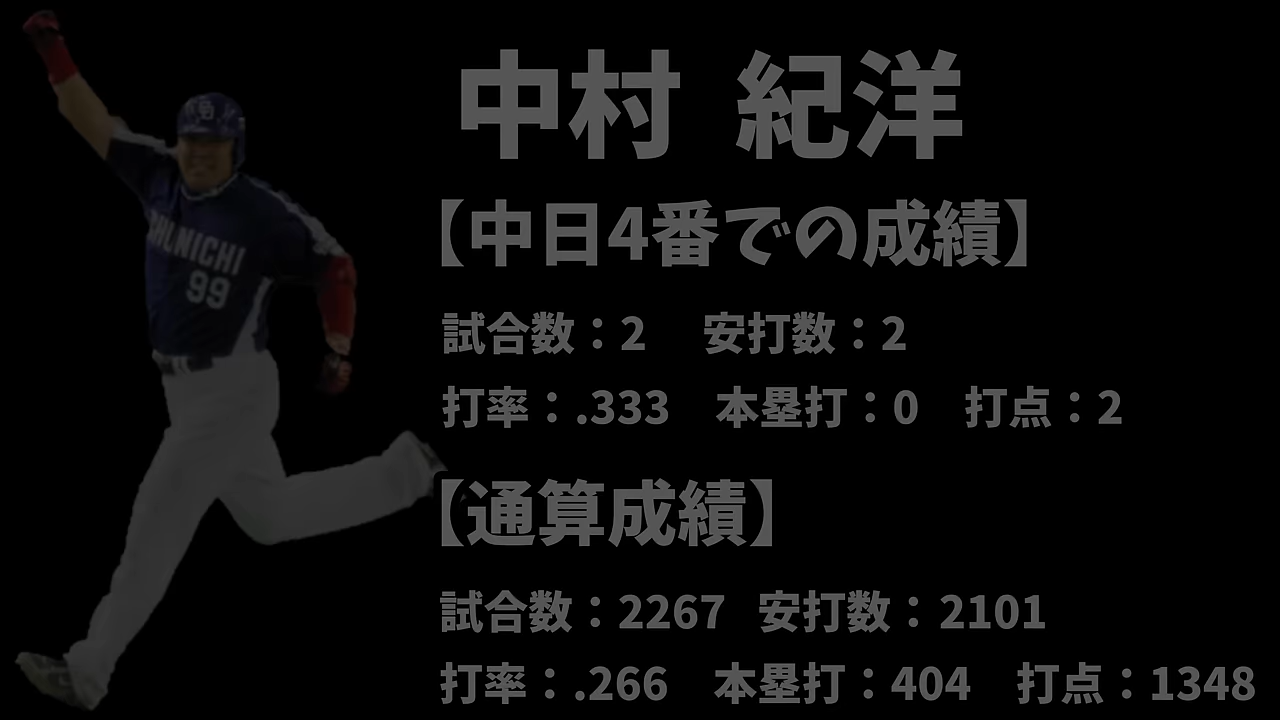 中村 紀洋
【中日4番での成績】
試合数：2 安打数：2
打率：.333 本塁打：0 打点：2
【通算成績】
試合数：2267 安打数：2101
打率：.266 本塁打：404 打点：1348
CHUNICHI
99